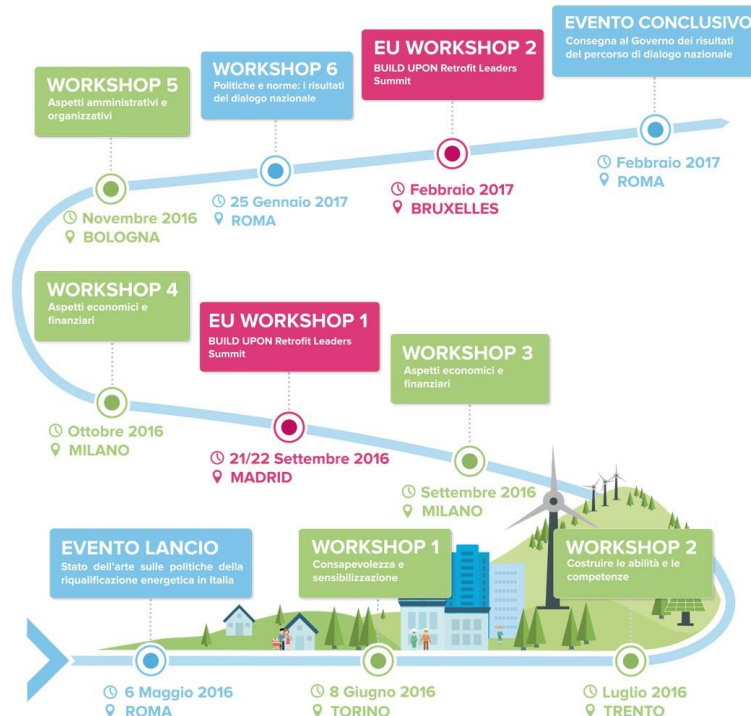 EVENTO LANCIO
Stato dell'arte sulle politiche della
riqualificazione energetica in Italia
6 Maggio 2016
ROMA
WORKSHOP 1
Consapevolezza e
sensibilizzazione
8 Giugno 2016
TORINO
WORKSHOP 2
Costruire le abilità e le
competenze
Luglio 2016
TRENTO
WORKSHOP 3
Aspetti economici e
finanziari
Settembre 2016
MILANO
EU WORKSHOP 1
BUILD UPON Retrofit Leaders
Summit
21/22 Settembre 2016
MADRID
WORKSHOP 4
Aspetti economici e
finanziari
Ottobre 2016
MILANO
WORKSHOP 5
Aspetti amministrativi e
organizzativi
Novembre 2016
BOLOGNA
WORKSHOP 6
Politiche e norme: i risultati
del dialogo nazionale
25 Gennaio 2017
ROMA
EU WORKSHOP 2
BUILD UPON Retrofit Leaders
Summit
Febbraio 2017
BRUXELLES
EVENTO CONCLUSIVO
Consegna al Governo dei risultati
del percorso di dialogo nazionale
Febbraio 2017
ROMA